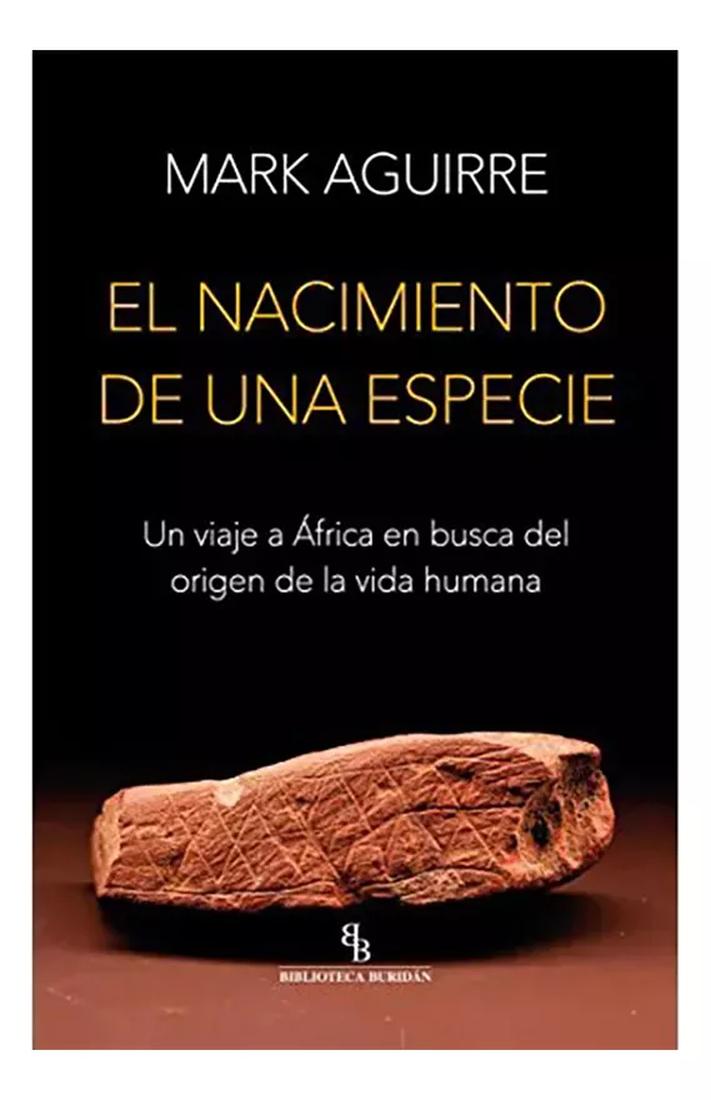 MARK AGUIRRE
EL NACIMIENTO
DE UNA ESPECIE
Un viaje a África en busca del
origen de la vida humana
BB
BIBLIOTECA BURIDÁN